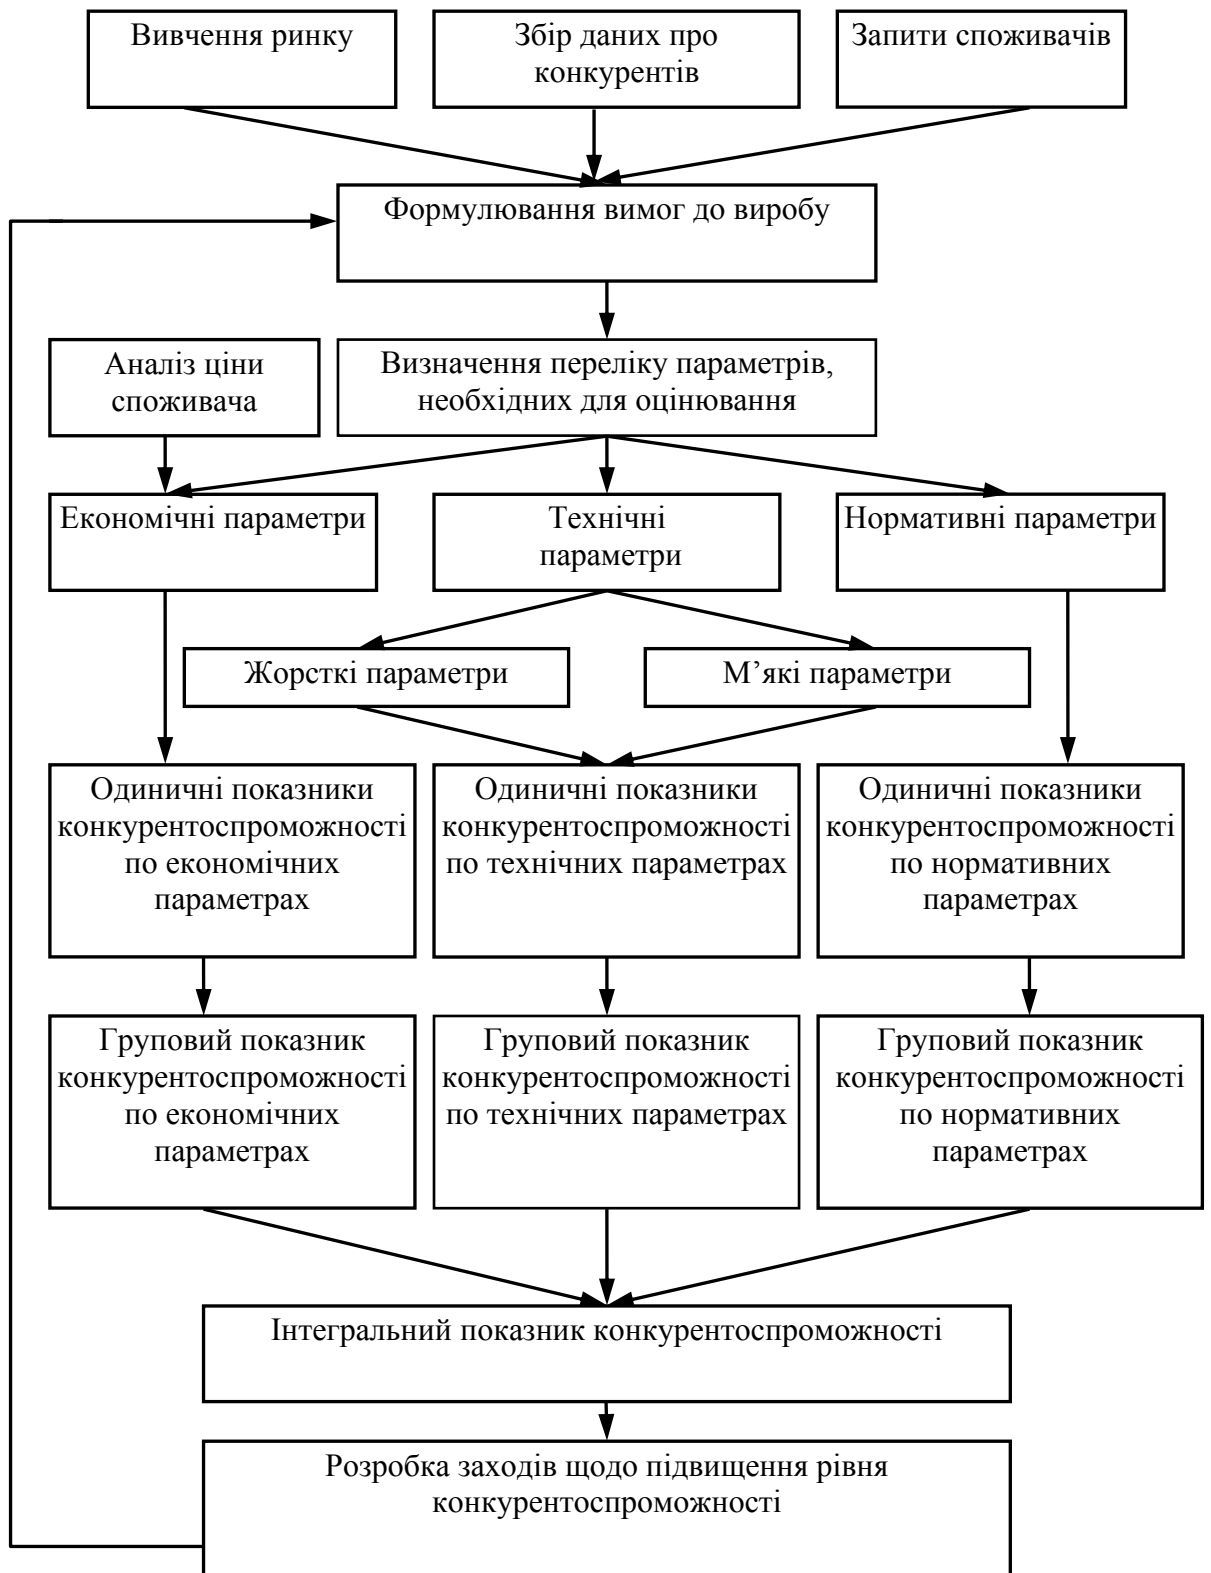 Вивчення ринку
Збір даних про
конкурентів
Запити споживачів
Формулювання вимог до виробу
Аналіз ціни
споживача
Визначення переліку параметрів,
необхідних для оцінювання
Економічні параметри
Технічні
параметри
Нормативні параметри
Жорсткі параметри
М’які параметри
Одиничні показники
конкурентоспроможності
по економічних
параметрах
Одиничні показники
конкурентоспроможності
по технічних параметрах
Одиничні показники
конкурентоспроможності
по нормативних
параметрах
Груповий показник
конкурентоспроможності
по економічних
параметрах
Груповий показник
конкурентоспроможності
по технічних параметрах
Груповий показник
конкурентоспроможності
по нормативних
параметрах
Інтегральний показник конкурентоспроможності
Розробка заходів щодо підвищення рівня
конкурентоспроможності